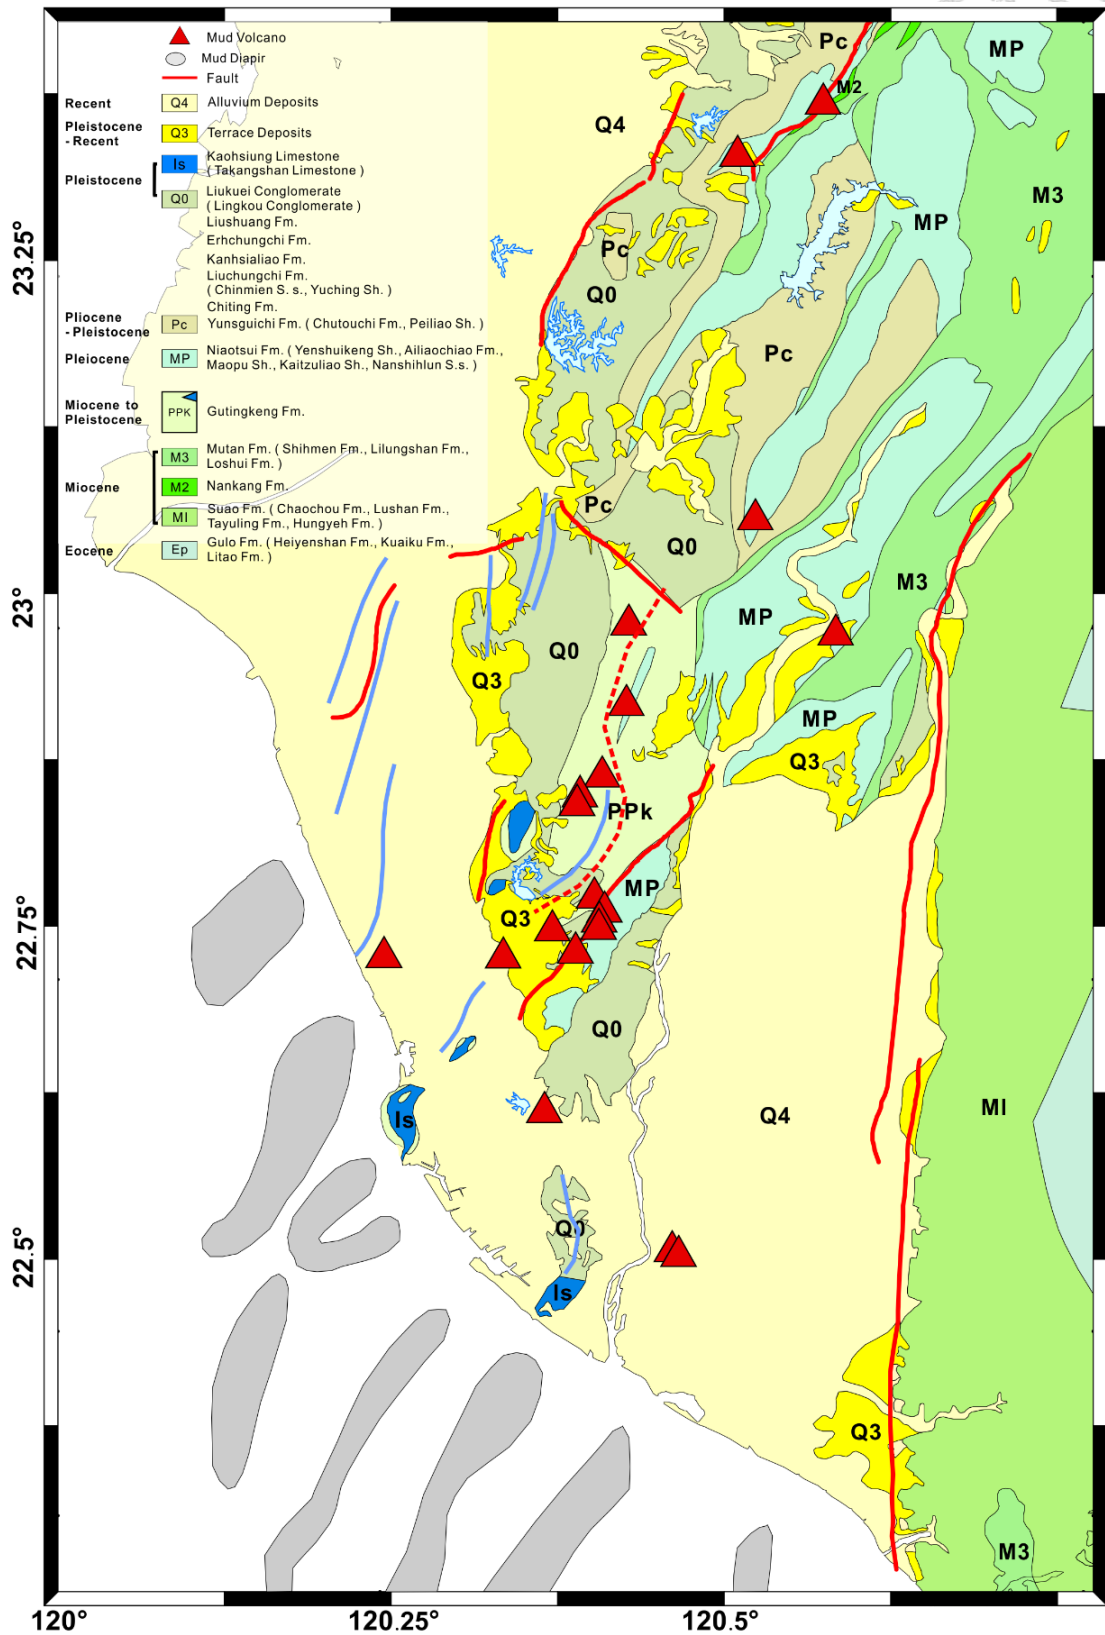 Mud Volcano
Mud Diapir
Fault
Recent Q4 Alluvium Deposits
Pleistocene
- Recent Q3 Terrace Deposits
Pleistocene
ls Kaohsiung Limestone
( Takangshan Limestone )
Q0 Liukuei Conglomerate
( Lingkou Conglomerate )
Liushuang Fm.
Erhchungchi Fm.
Kanhsialiao Fm.
Liuchungchi Fm.
( Chinmien S. s., Yuching Sh. )
Chiting Fm.
Pliocene
- Pleistocene Pc Yunsguichi Fm. ( Chutouchi Fm., Peiliao Sh. )
Pleiocene MP Niaotsui Fm. ( Yenshuikeng Sh., Ailiaochiao Fm.,
Maopu Sh., Kaitzuliao Sh., Nanshihlun S.s. )
Miocene to
Pleistocene PPK Gutingkeng Fm.
Miocene
M3 Mutan Fm. ( Shihmen Fm., Lilungshan Fm.,
Loshui Fm. )
M2 Nankang Fm.
MI Suao Fm. ( Chaochou Fm., Lushan Fm.,
Tayuling Fm., Hungyeh Fm. )
Eocene Ep Gulo Fm. ( Heiyenshan Fm., Kuaiku Fm.,
Litao Fm. )
Pc
MP
M2
Q4
M3
MP
Pc
Q0
Pc
Pc
Q0
M3
MP
Q0
Q3
MP
Q3
PPk
MP
Q3
Q0
Q4
MI
ls
Q0
ls
Q3
M3
23.25°
23°
22.75°
22.5°
120°
120.25°
120.5°